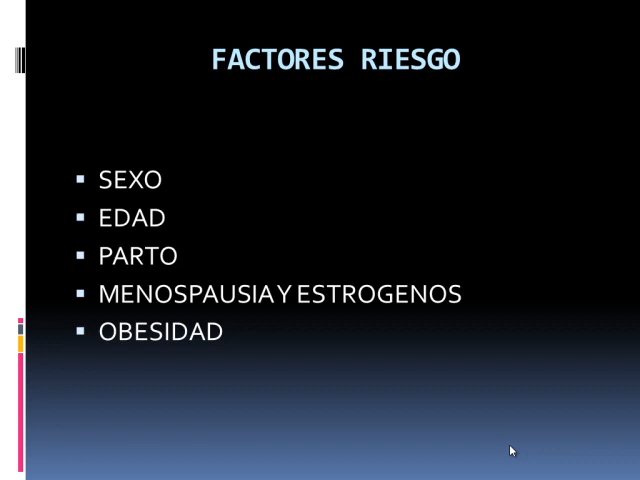 FACTORES RIESGO
SEXO
EDAD
PARTO
MENOSPAUSIA Y ESTROGENOS
OBESIDAD